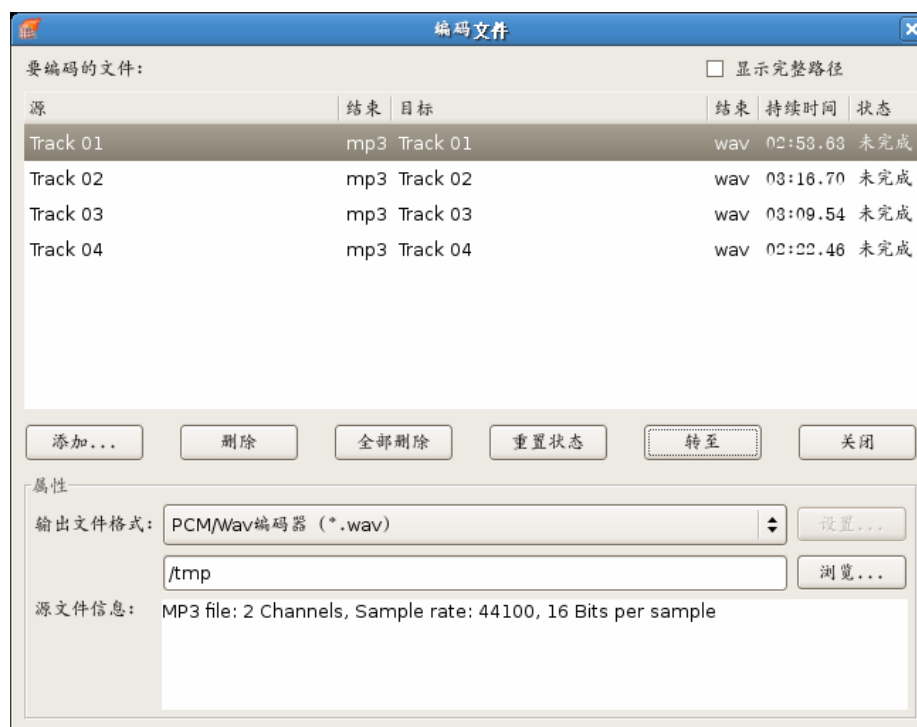 编码文件
要编码的文件: 显示完整路径
源 结束 目标 结束 持续时间 状态
Track 01 mp3 Track 01 wav 02:53.63 未完成
Track 02 mp3 Track 02 wav 03:16.70 未完成
Track 03 mp3 Track 03 wav 03:09.54 未完成
Track 04 mp3 Track 04 wav 02:22.46 未完成
添加... 删除 全部删除 重置状态 转至 关闭
属性
输出文件格式: PCM/Wav编码器 (*.wav) 设置...
/tmp 浏览...
源文件信息: MP3 file: 2 Channels, Sample rate: 44100, 16 Bits per sample